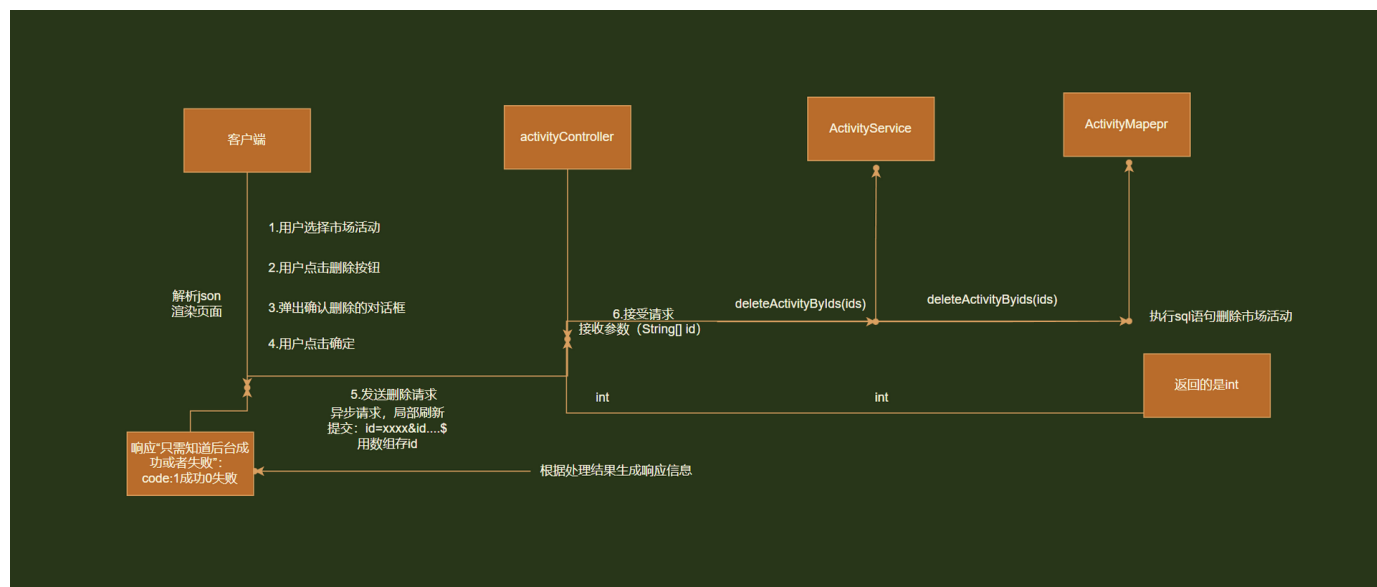 客户端
activityController
ActivityService
ActivityMapepr
1.用户选择市场活动
2.用户点击删除按钮
解析json
渲染页面
3.弹出确认删除的对话框
4.用户点击确定
6.接受请求
接收参数（String[] id）
deleteActivityByIds(ids)
deleteActivityByids(ids)
执行sql语句删除市场活动
返回的是int
5.发送删除请求
异步请求，局部刷新
提交：id=xxxx&id....$
用数组存id
int
int
响应"只需知道后台成
功或者失败"：
code:1成功0失败
根据处理结果生成响应信息